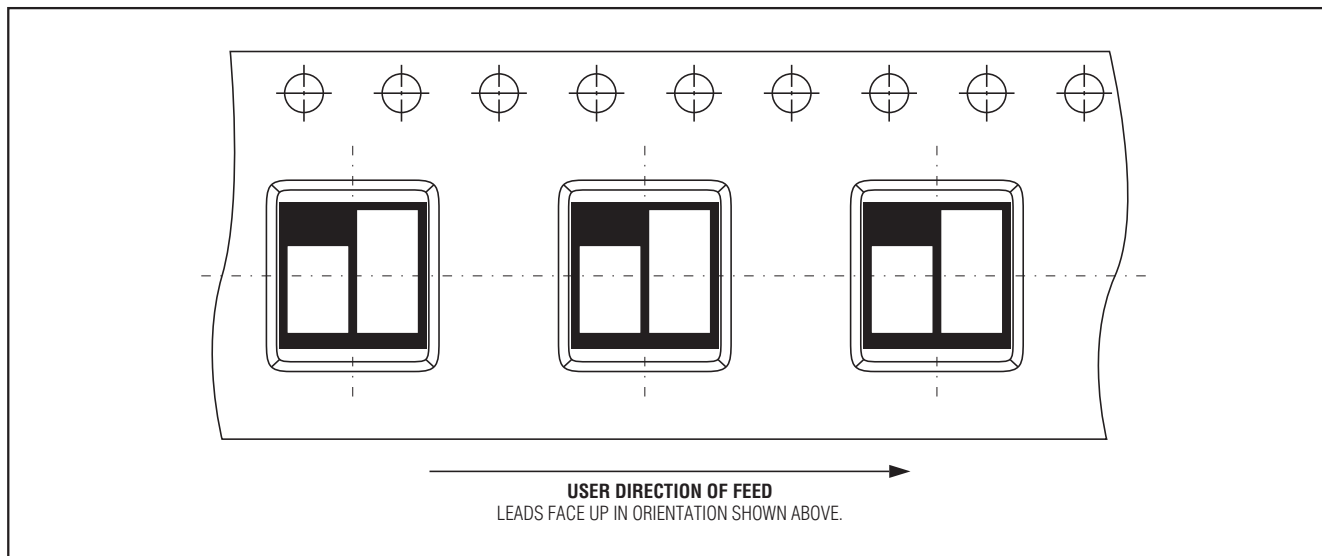 USER DIRECTION OF FEED
LEADS FACE UP IN ORIENTATION SHOWN ABOVE.